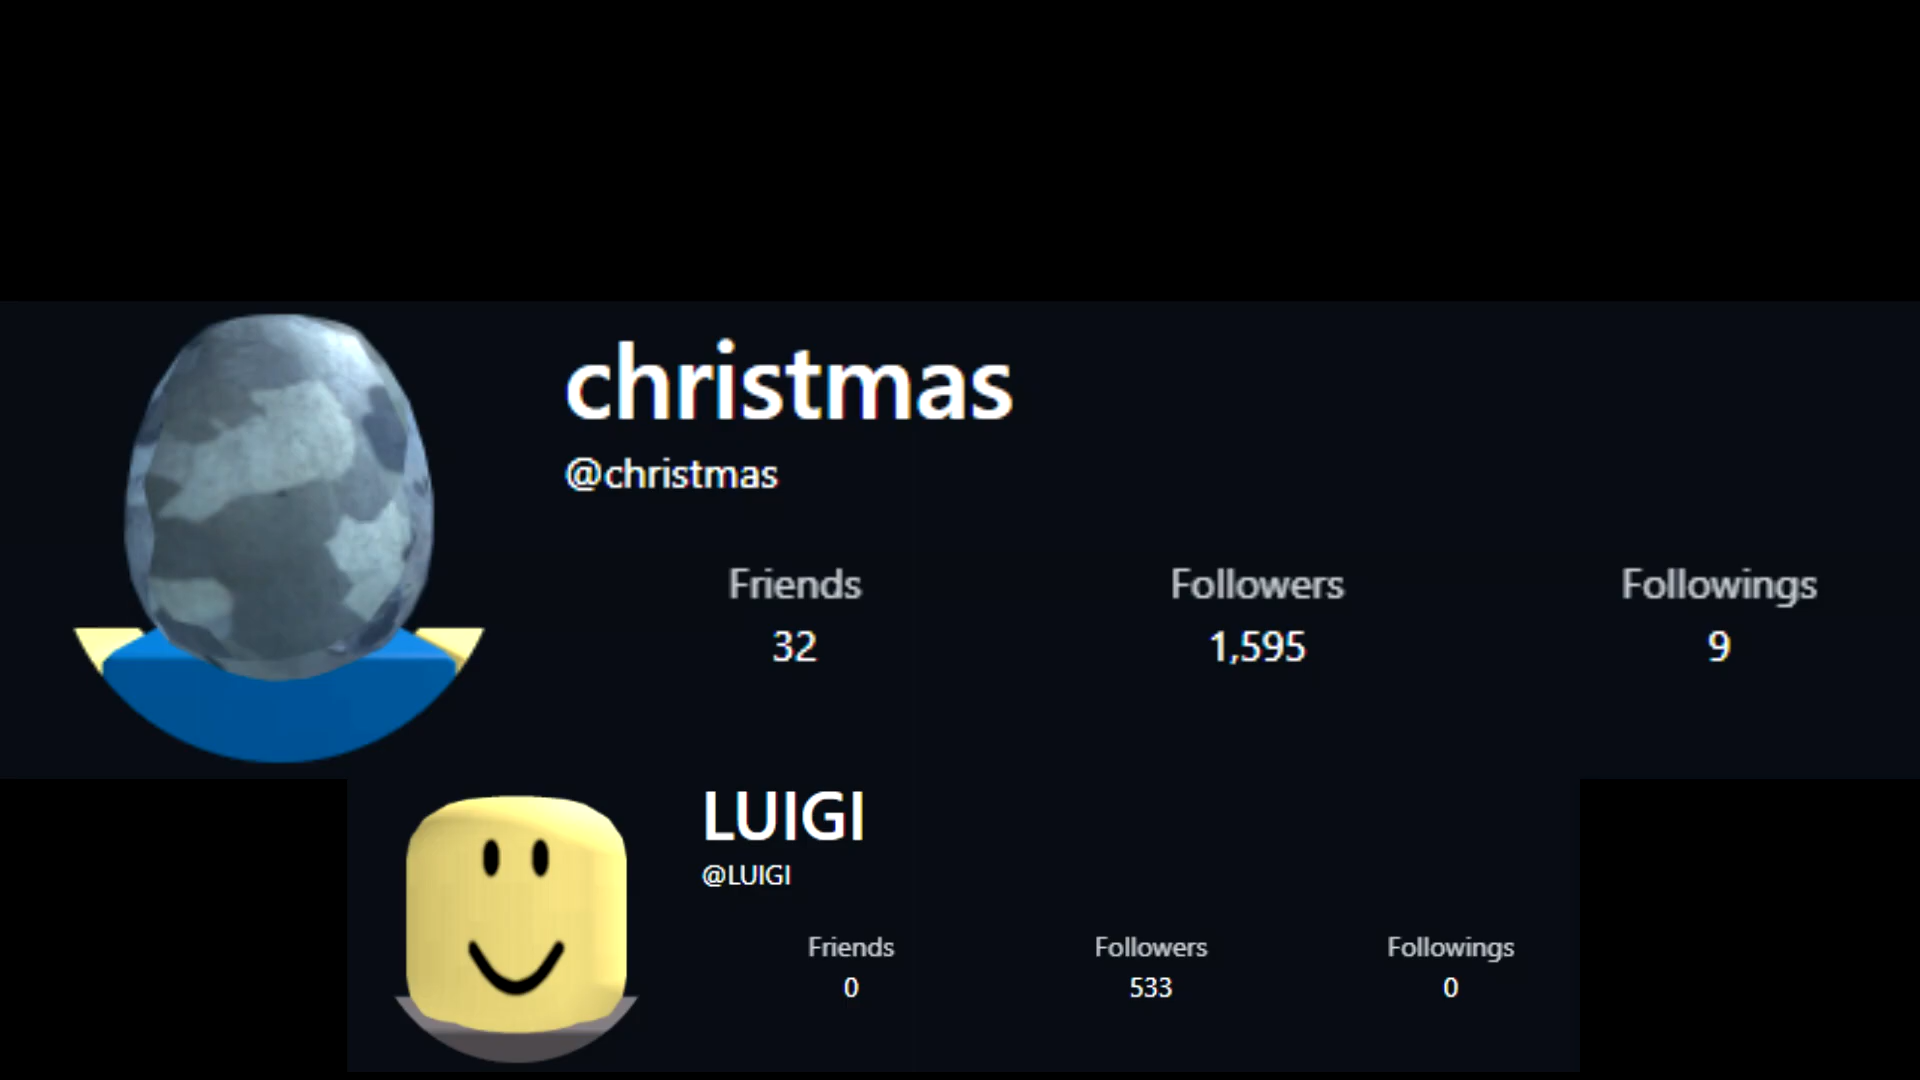 christmas
@christmas
Friends Followers Followings
32 1,595 9
LUIGI
@LUIGI
Friends Followers Followings
0 533 0